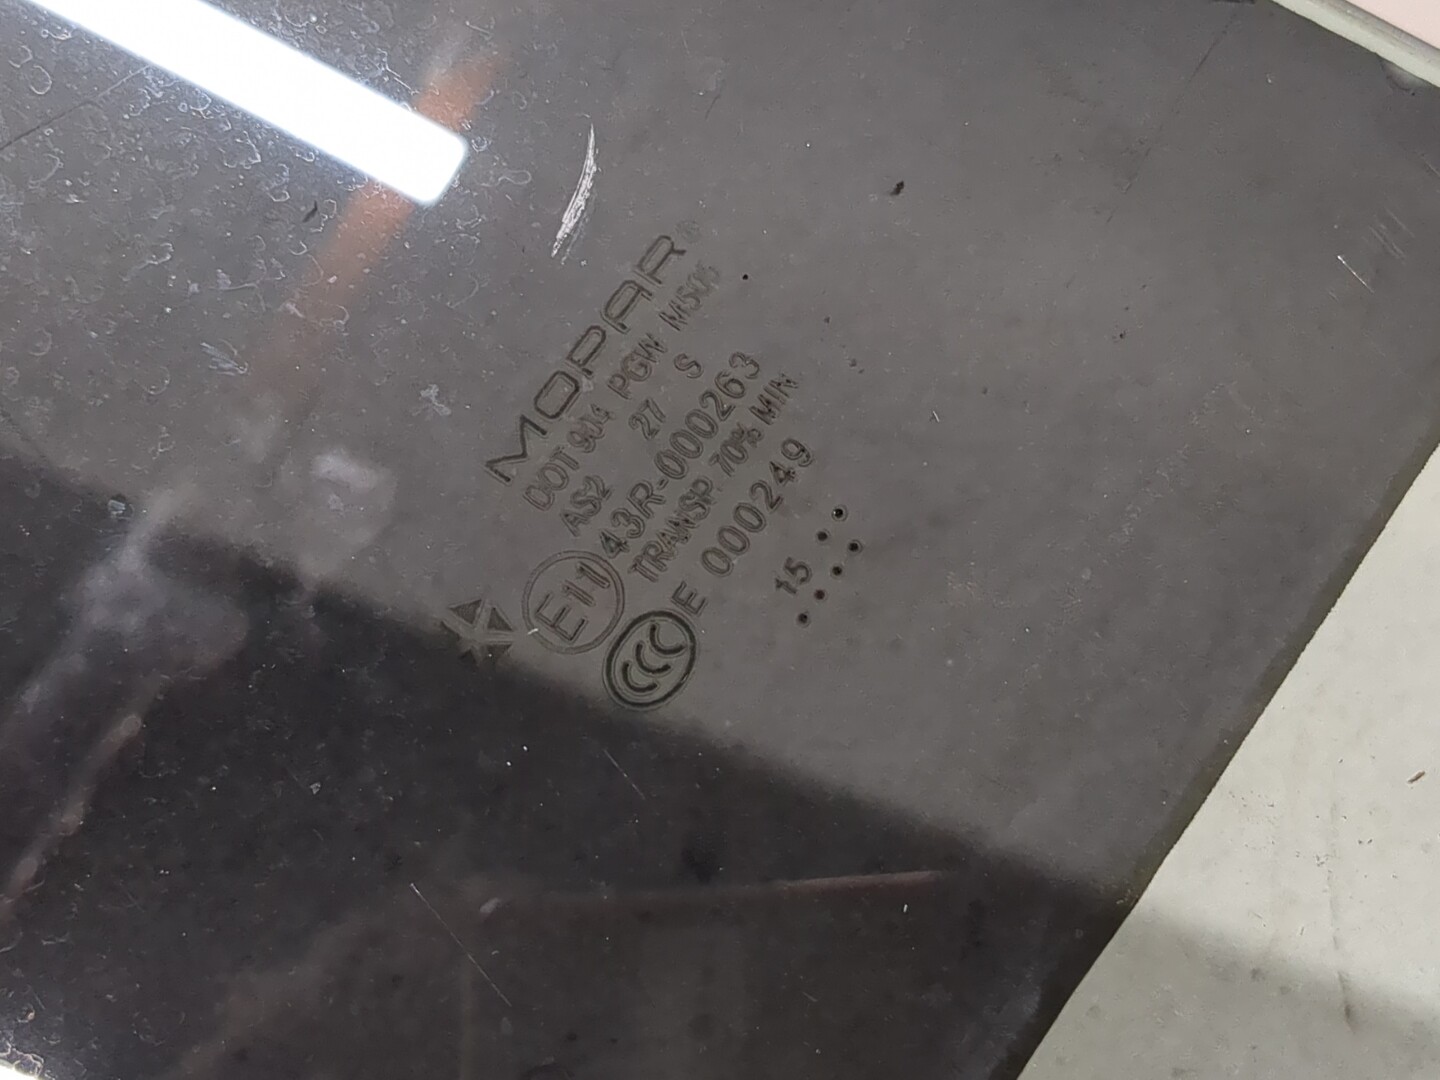 MOPAR®
DOT 904 PGW M505
AS2 27 S
E11 43R-000263
TRANSP 70% MIN
CCC E 000249
15